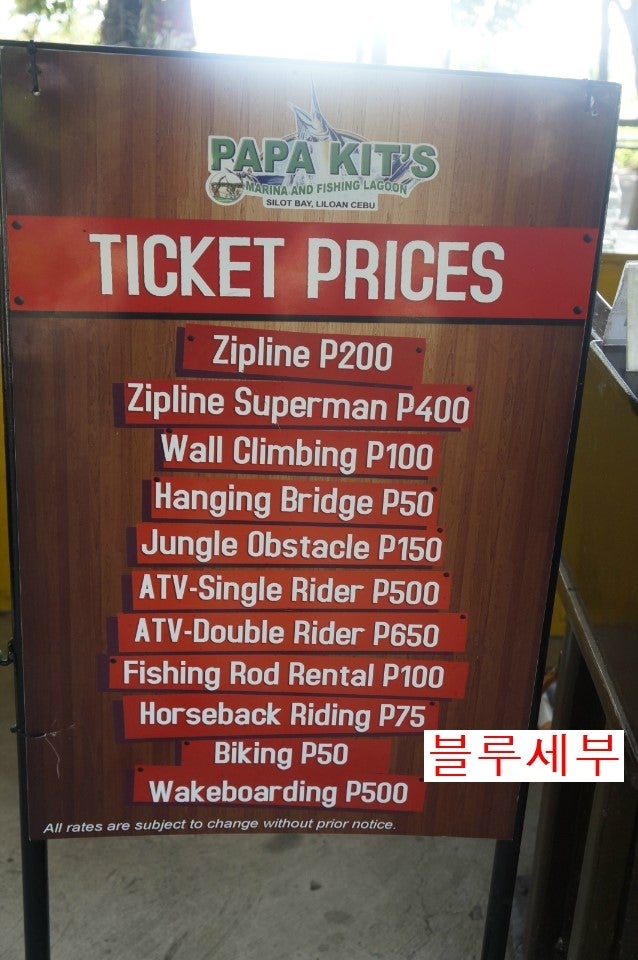 PAPA KIT'S
MARINA AND FISHING LAGOON
SILOT BAY, LILOAN CEBU
TICKET PRICES
Zipline P200
Zipline Superman P400
Wall Climbing P100
Hanging Bridge P50
Jungle Obstacle P150
ATV-Single Rider P500
ATV-Double Rider P650
Fishing Rod Rental P100
Horseback Riding P75
Biking P50
블루세부
Wakeboarding P500
All rates are subject to change without prior notice.